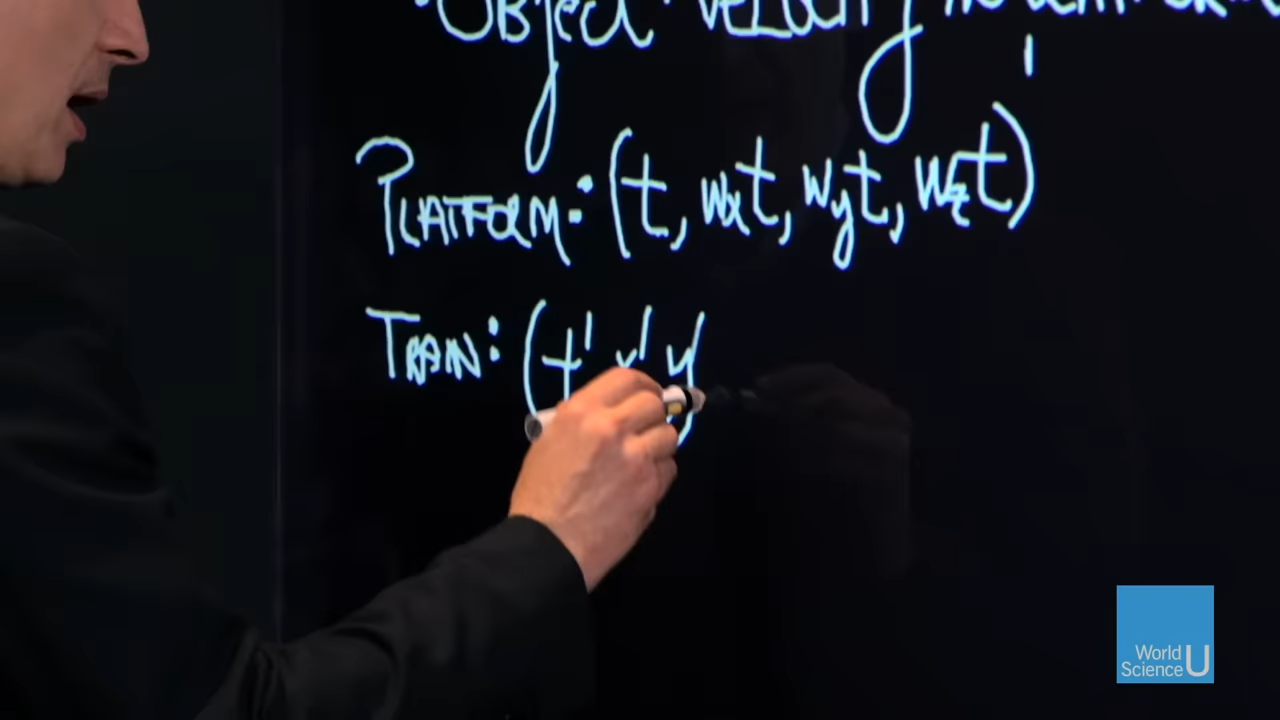 OBJECT VELOCITY
PLATFORM: (t, wxt, wyt, wzt)
TRAIN: (t' x' y'
World
Science U